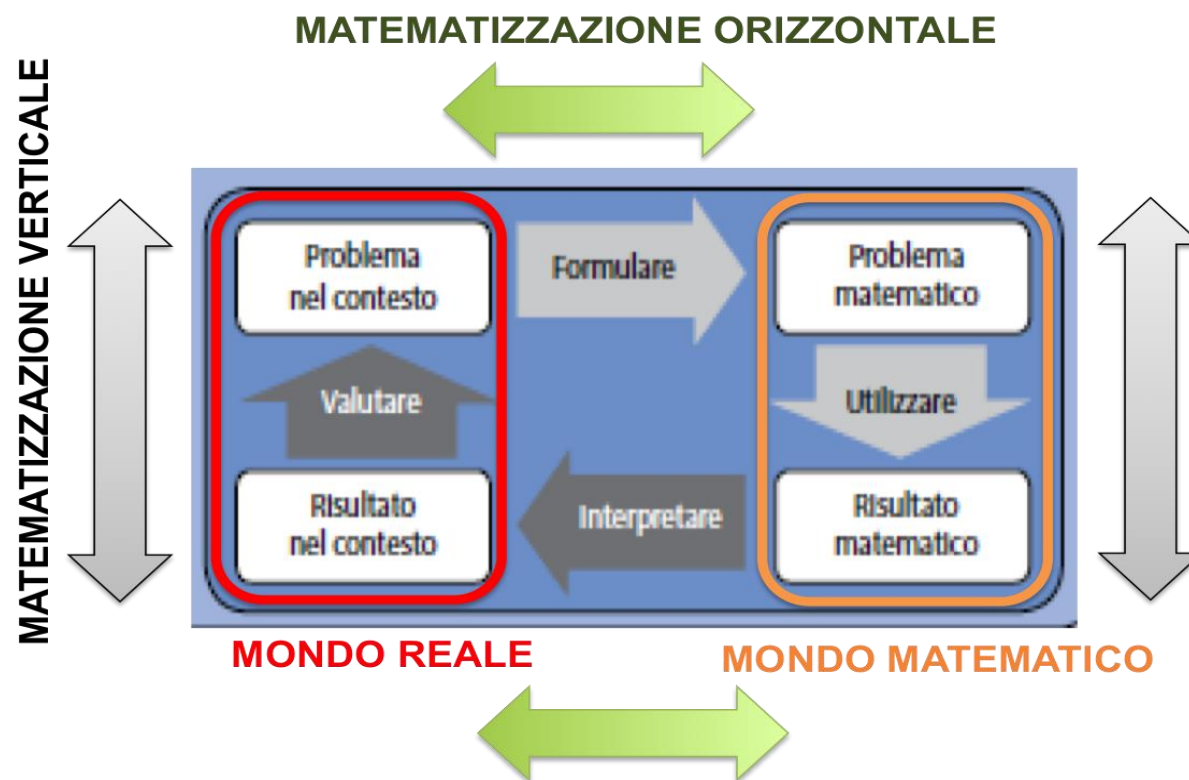 MATEMATIZZAZIONE ORIZZONTALE
MATEMATIZZAZIONE VERTICALE
Problema
nel contesto
Formulare
Problema
matematico
Valutare
Utilizzare
Risultato
nel contesto
Interpretare
Risultato
matematico
MONDO REALE
MONDO MATEMATICO